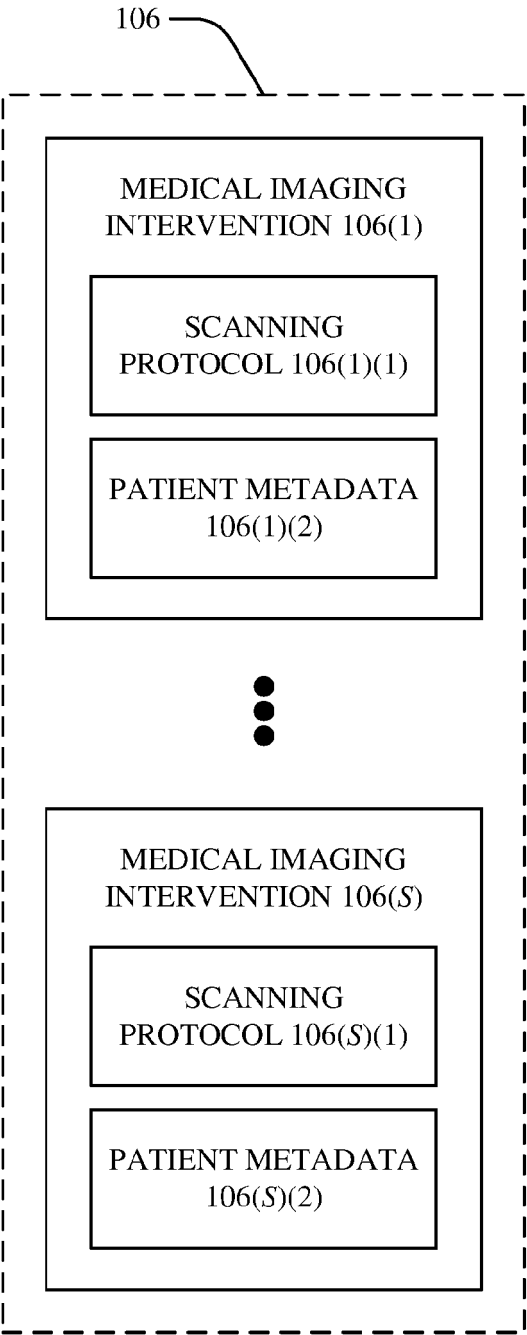 106
MEDICAL IMAGING
INTERVENTION 106(1)
SCANNING
PROTOCOL 106(1)(1)
PATIENT METADATA
106(1)(2)
MEDICAL IMAGING
INTERVENTION 106(S)
SCANNING
PROTOCOL 106(S)(1)
PATIENT METADATA
106(S)(2)